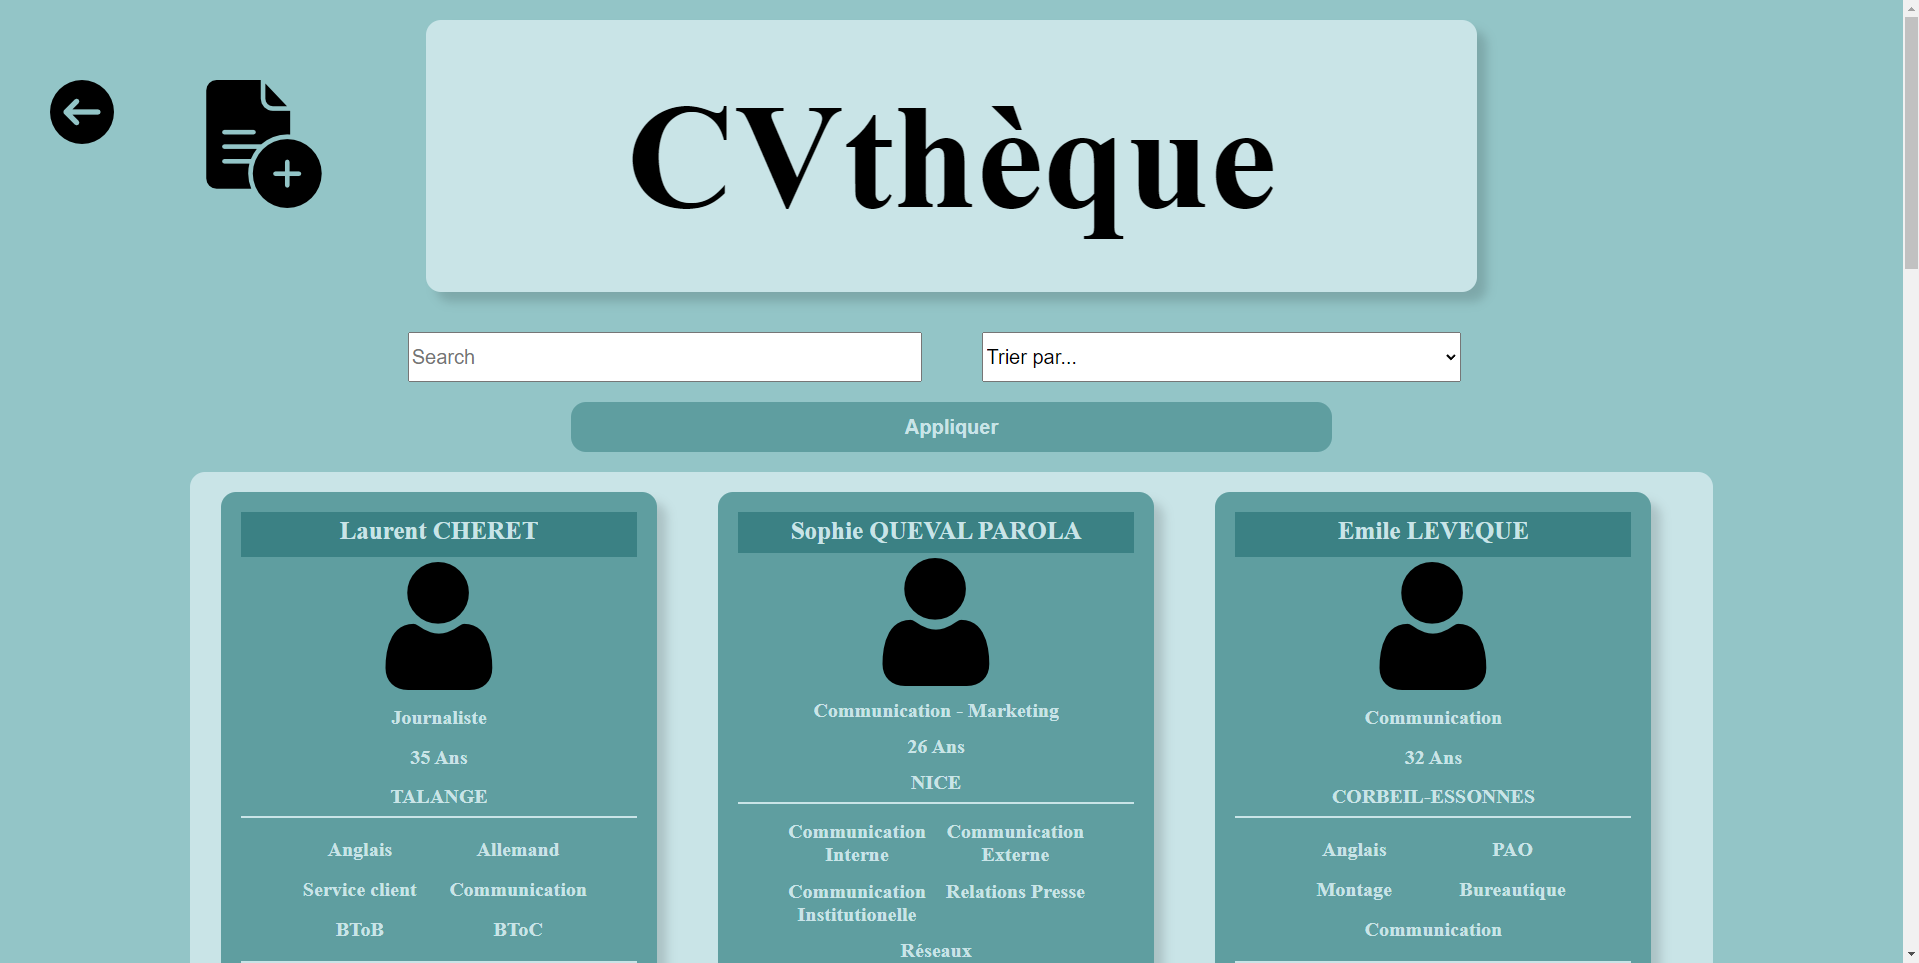 CVthèque
Search
Trier par...
Appliquer
Laurent CHERET
Journaliste
35 Ans
TALANGE
Anglais
Allemand
Service client
Communication
BToB
BToC
Sophie QUEVAL PAROLA
Communication - Marketing
26 Ans
NICE
Communication
Interne
Communication
Externe
Communication
Institutionelle
Relations Presse
Réseaux
Emile LEVEQUE
Communication
32 Ans
CORBEIL-ESSONNES
Anglais
PAO
Montage
Bureautique
Communication